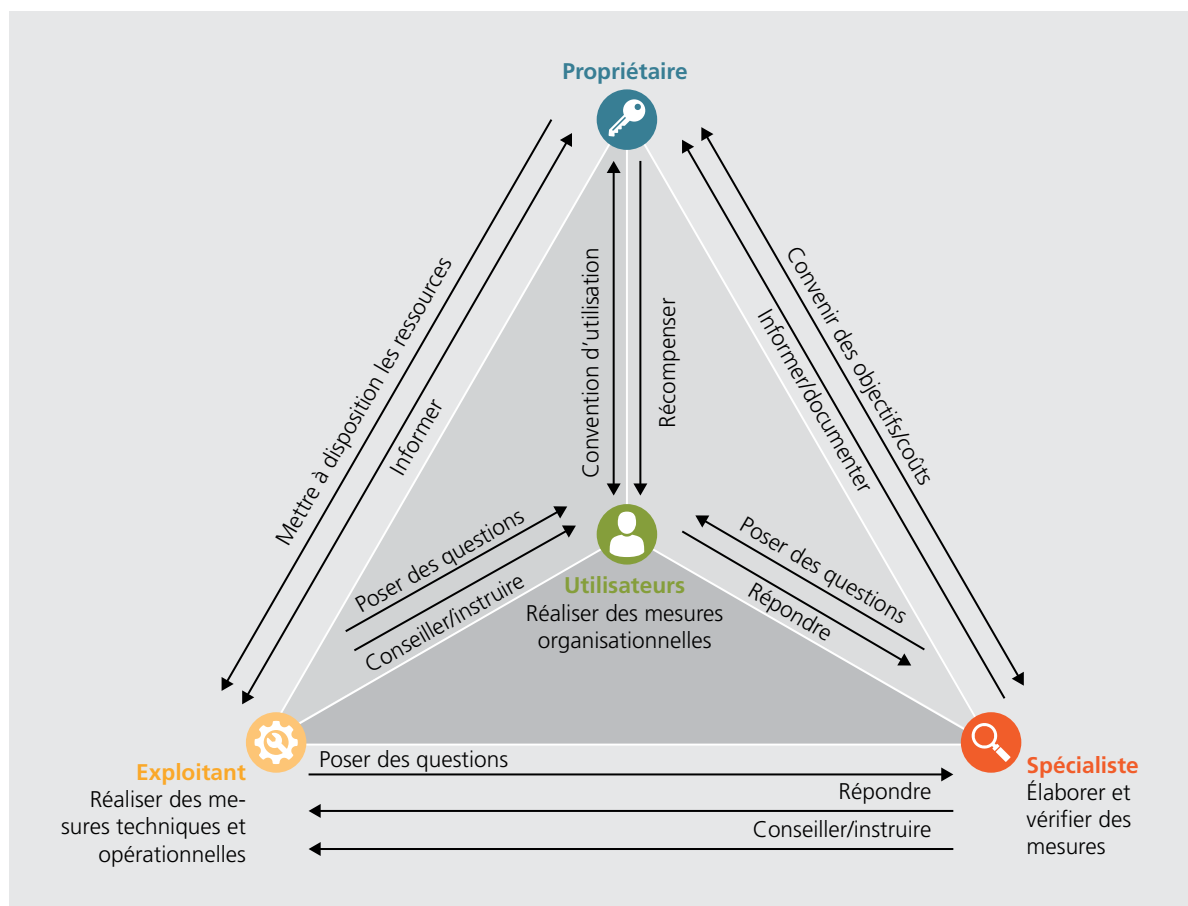 Propriétaire
Mettre à disposition les ressources
Informer
Convention d’utilisation
Récompenser
Informer/documenter
Convenir des objectifs/coûts
Poser des questions
Conseiller/instruire
Poser des questions
Répondre
Utilisateurs
Réaliser des mesures
organisationnelles
Exploitant
Réaliser des me-
sures techniques et
opérationnelles
Poser des questions
Répondre
Conseiller/instruire
Spécialiste
Élaborer et
vérifier des
mesures